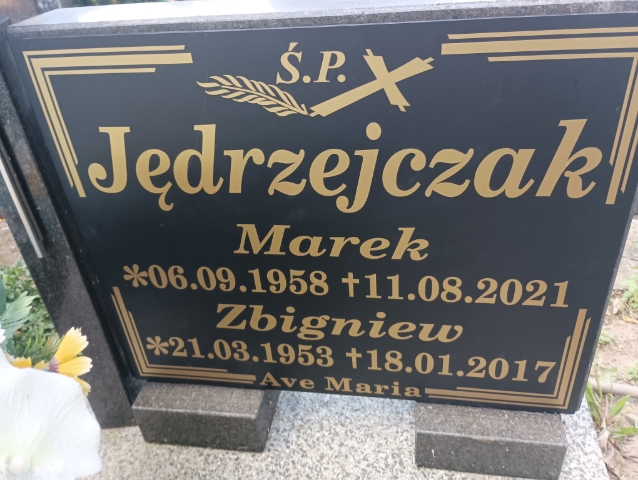 Ś.P.
Jędrzejczak
Marek
*06.09.1958 †11.08.2021
Zbigniew
*21.03.1953 †18.01.2017
Ave Maria